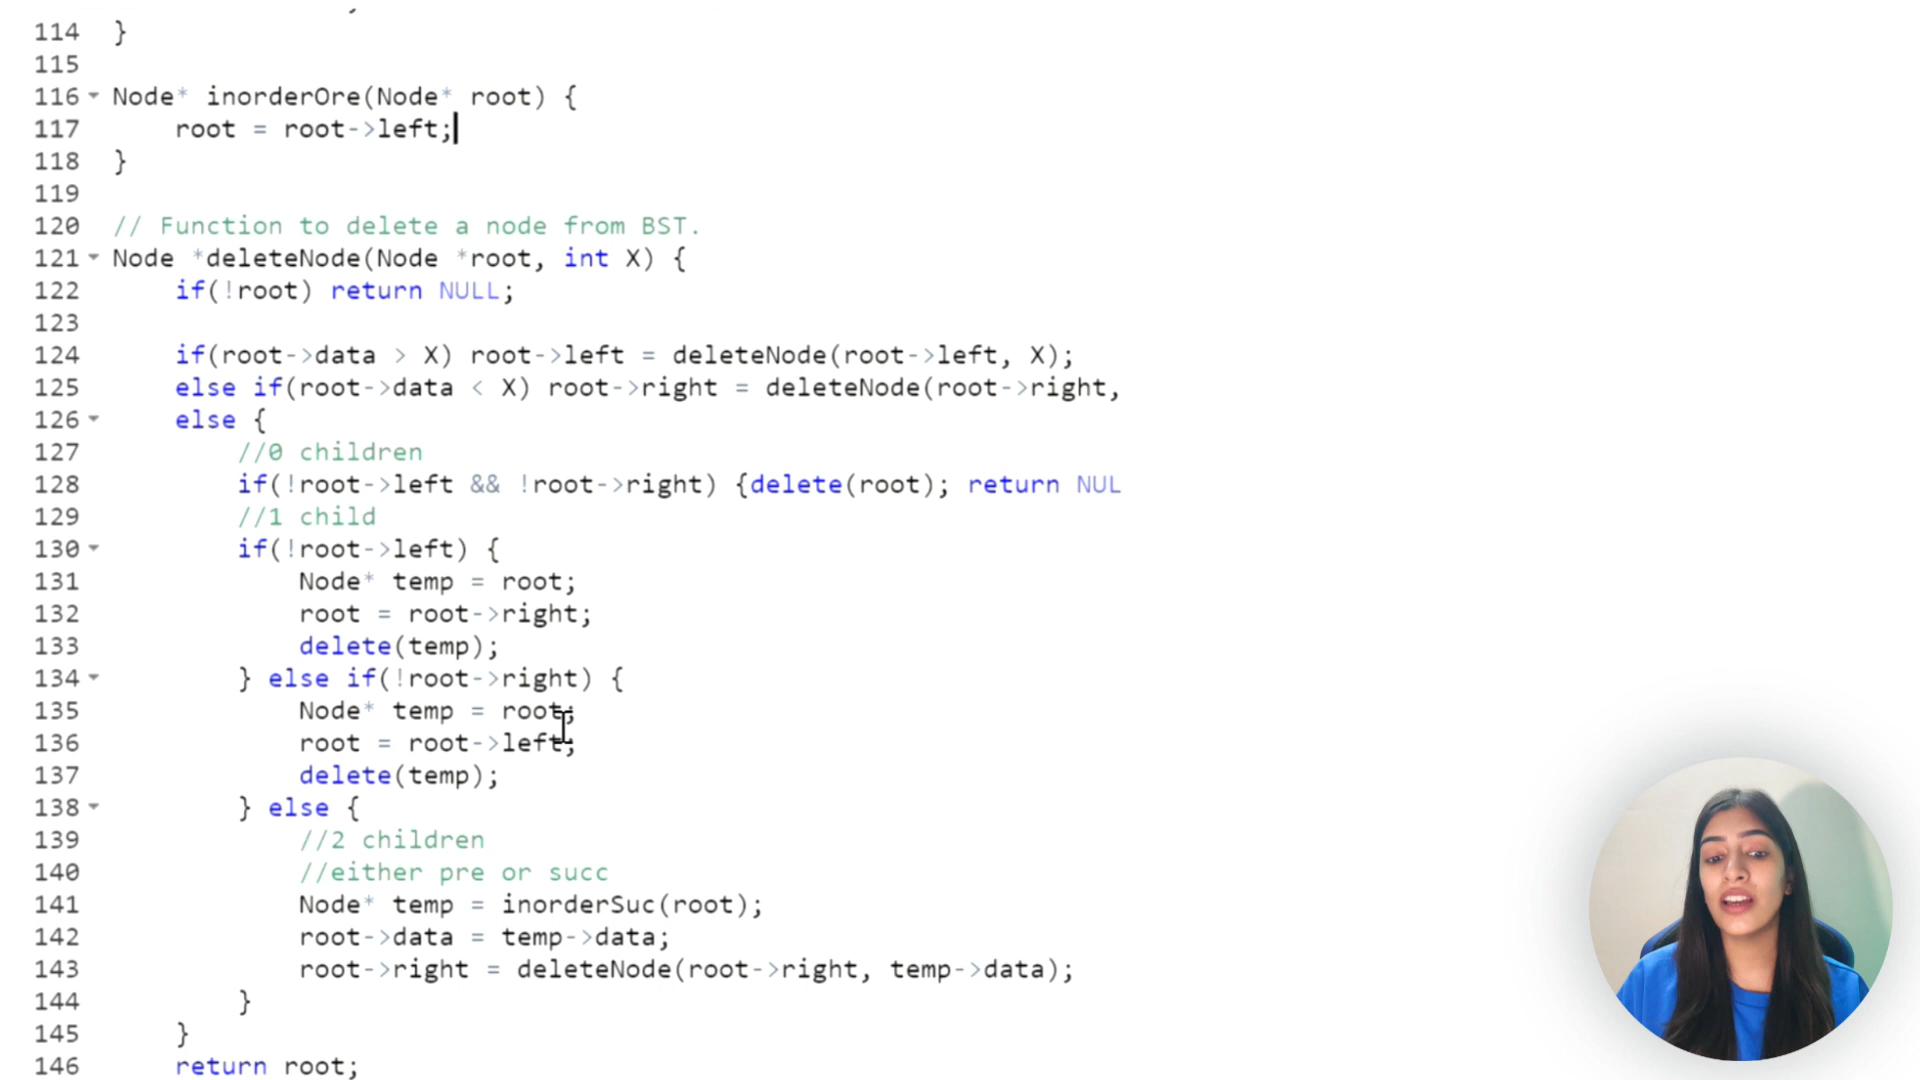 114 }
115
116 Node* inorderOre(Node* root) {
117 root = root->left;
118 }
119
120 // Function to delete a node from BST.
121 Node *deleteNode(Node *root, int X) {
122 if(!root) return NULL;
123
124 if(root->data > X) root->left = deleteNode(root->left, X);
125 else if(root->data < X) root->right = deleteNode(root->right,
126 else {
127 //0 children
128 if(!root->left && !root->right) {delete(root); return NUL
129 //1 child
130 if(!root->left) {
131 Node* temp = root;
132 root = root->right;
133 delete(temp);
134 } else if(!root->right) {
135 Node* temp = root;
136 root = root->left;
137 delete(temp);
138 } else {
139 //2 children
140 //either pre or succ
141 Node* temp = inorderSuc(root);
142 root->data = temp->data;
143 root->right = deleteNode(root->right, temp->data);
144 }
145 }
146 return root;